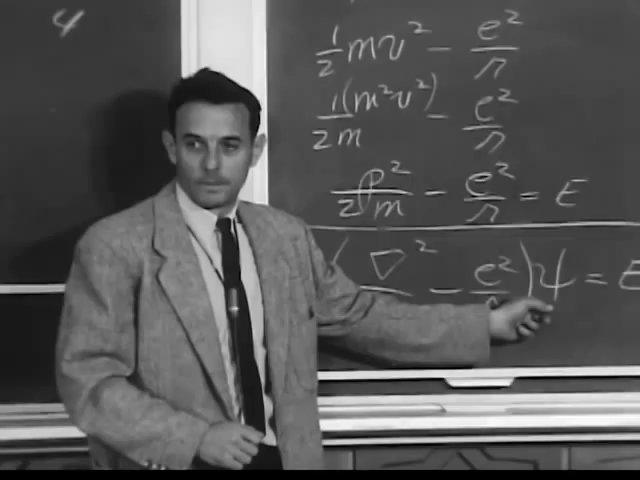 4
½mv² − e²/r
1/2m (m²v²) − e²/r
p²/2m − e²/r = E
( ∇² − e²/r )ψ = E